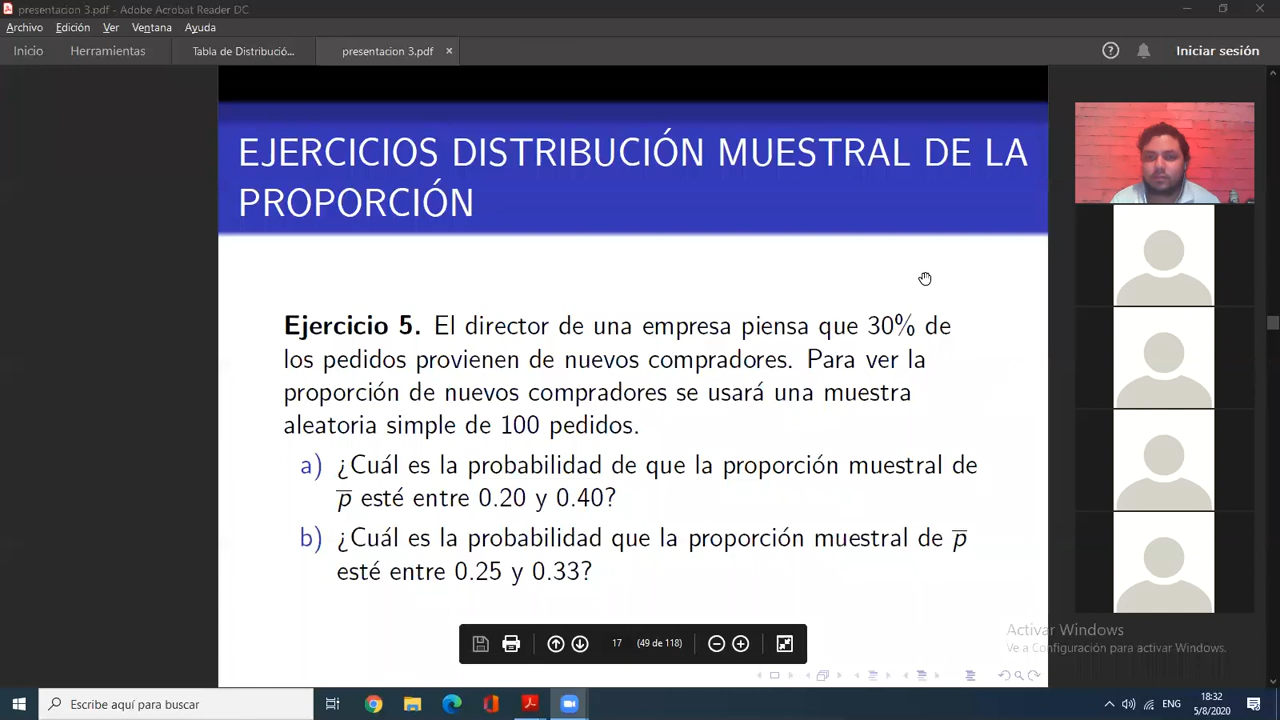 presentacion 3.pdf - Adobe Acrobat Reader DC
Archivo Edición Ver Ventana Ayuda
Inicio Herramientas Tabla de Distribució... presentacion 3.pdf × Iniciar sesión
EJERCICIOS DISTRIBUCIÓN MUESTRAL DE LA
PROPORCIÓN
Ejercicio 5. El director de una empresa piensa que 30% de
los pedidos provienen de nuevos compradores. Para ver la
proporción de nuevos compradores se usará una muestra
aleatoria simple de 100 pedidos.
a) ¿Cuál es la probabilidad de que la proporción muestral de
p̅ esté entre 0.20 y 0.40?
b) ¿Cuál es la probabilidad que la proporción muestral de p̅
esté entre 0.25 y 0.33?
17 (49 de 118)
Activar Windows
Ve a Configuración para activar Windows.
Escribe aquí para buscar
ENG
18:32
5/8/2020